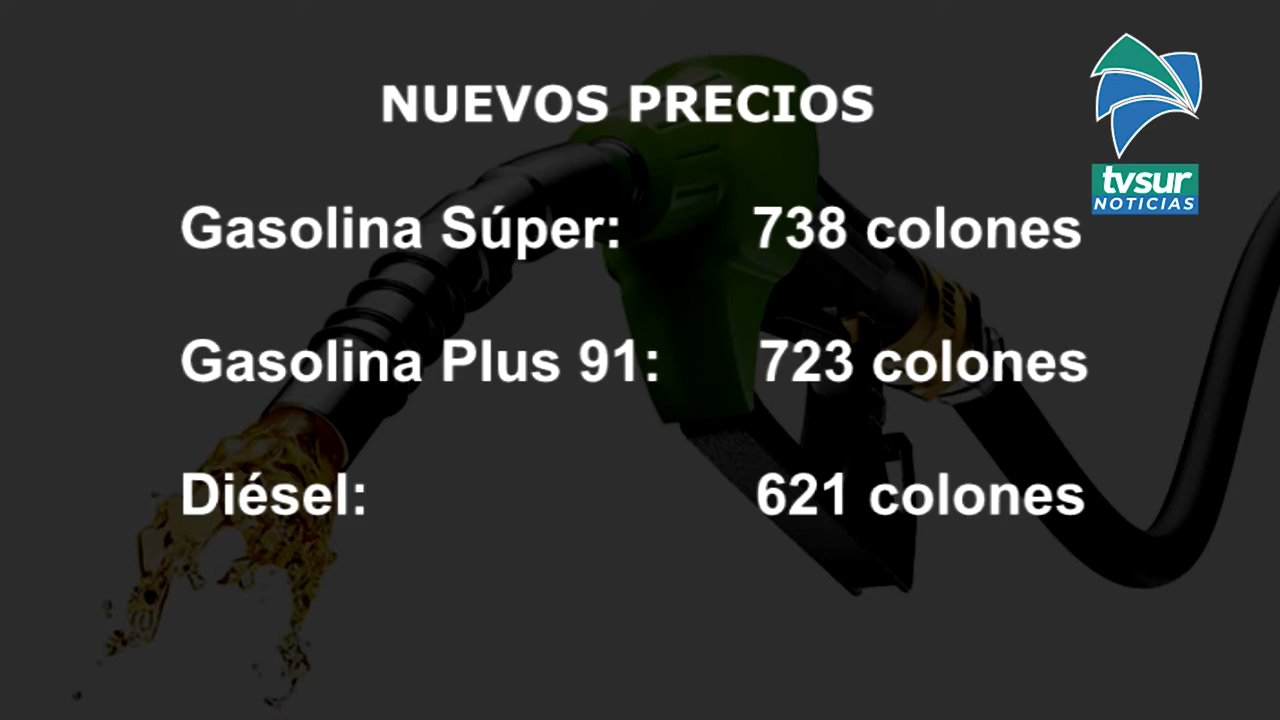 NUEVOS PRECIOS
tvsur
NOTICIAS
Gasolina Súper: 738 colones
Gasolina Plus 91: 723 colones
Diésel: 621 colones